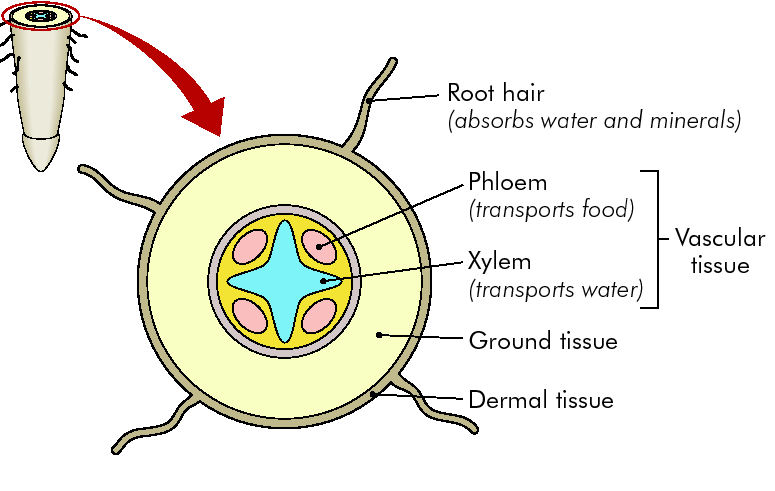 Root hair
(absorbs water and minerals)
Phloem
(transports food)
Xylem
(transports water)
Vascular
tissue
Ground tissue
Dermal tissue